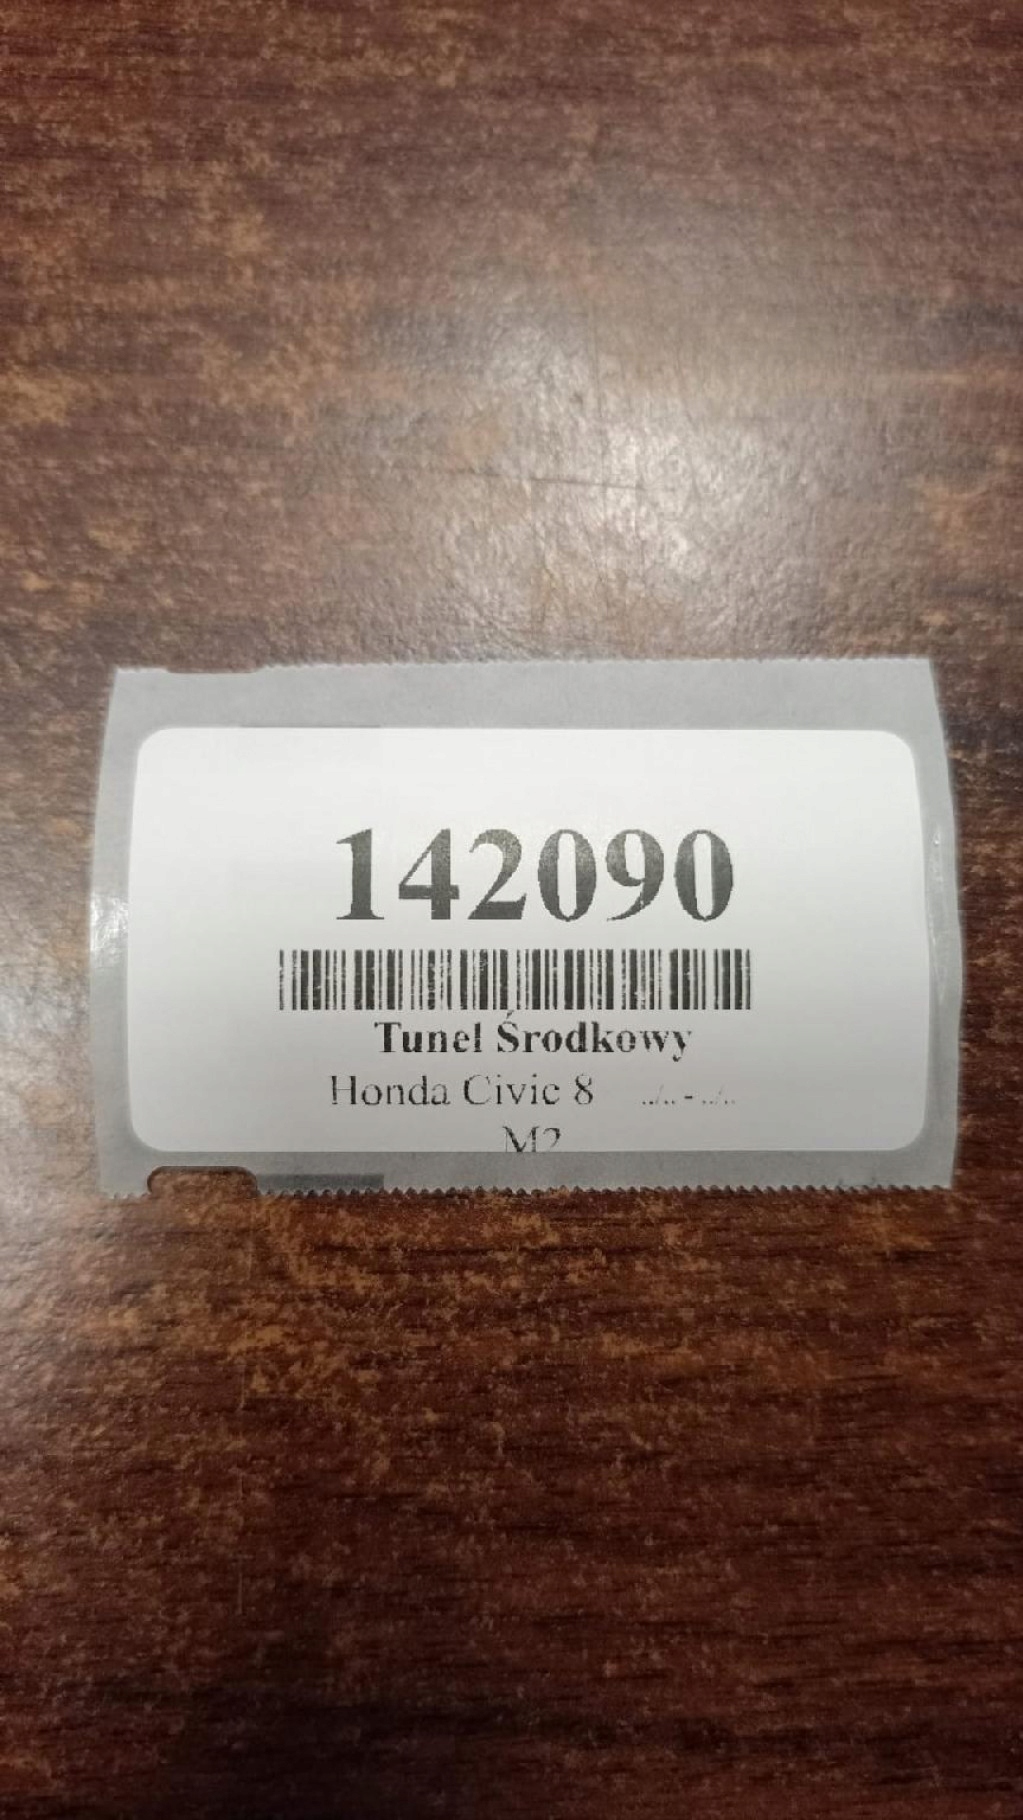 142090
Tunel Środkowy
Honda Civic 8 ../.. - ../..
M2